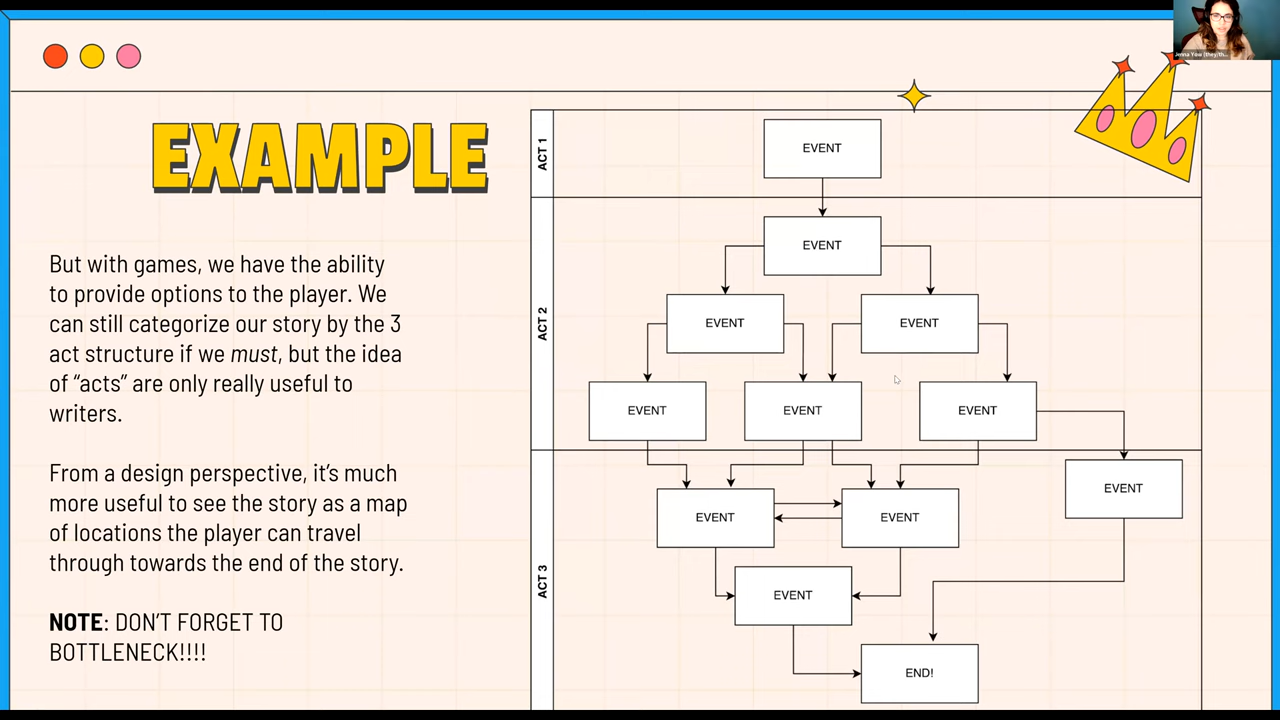 Jenna Yow (they/th...
EXAMPLE
But with games, we have the ability
to provide options to the player. We
can still categorize our story by the 3
act structure if we must, but the idea
of “acts” are only really useful to
writers.
From a design perspective, it’s much
more useful to see the story as a map
of locations the player can travel
through towards the end of the story.
NOTE: DON’T FORGET TO
BOTTLENECK!!!!
ACT 1
EVENT
ACT 2
EVENT
EVENT
EVENT
EVENT
EVENT
EVENT
ACT 3
EVENT
EVENT
EVENT
EVENT
END!